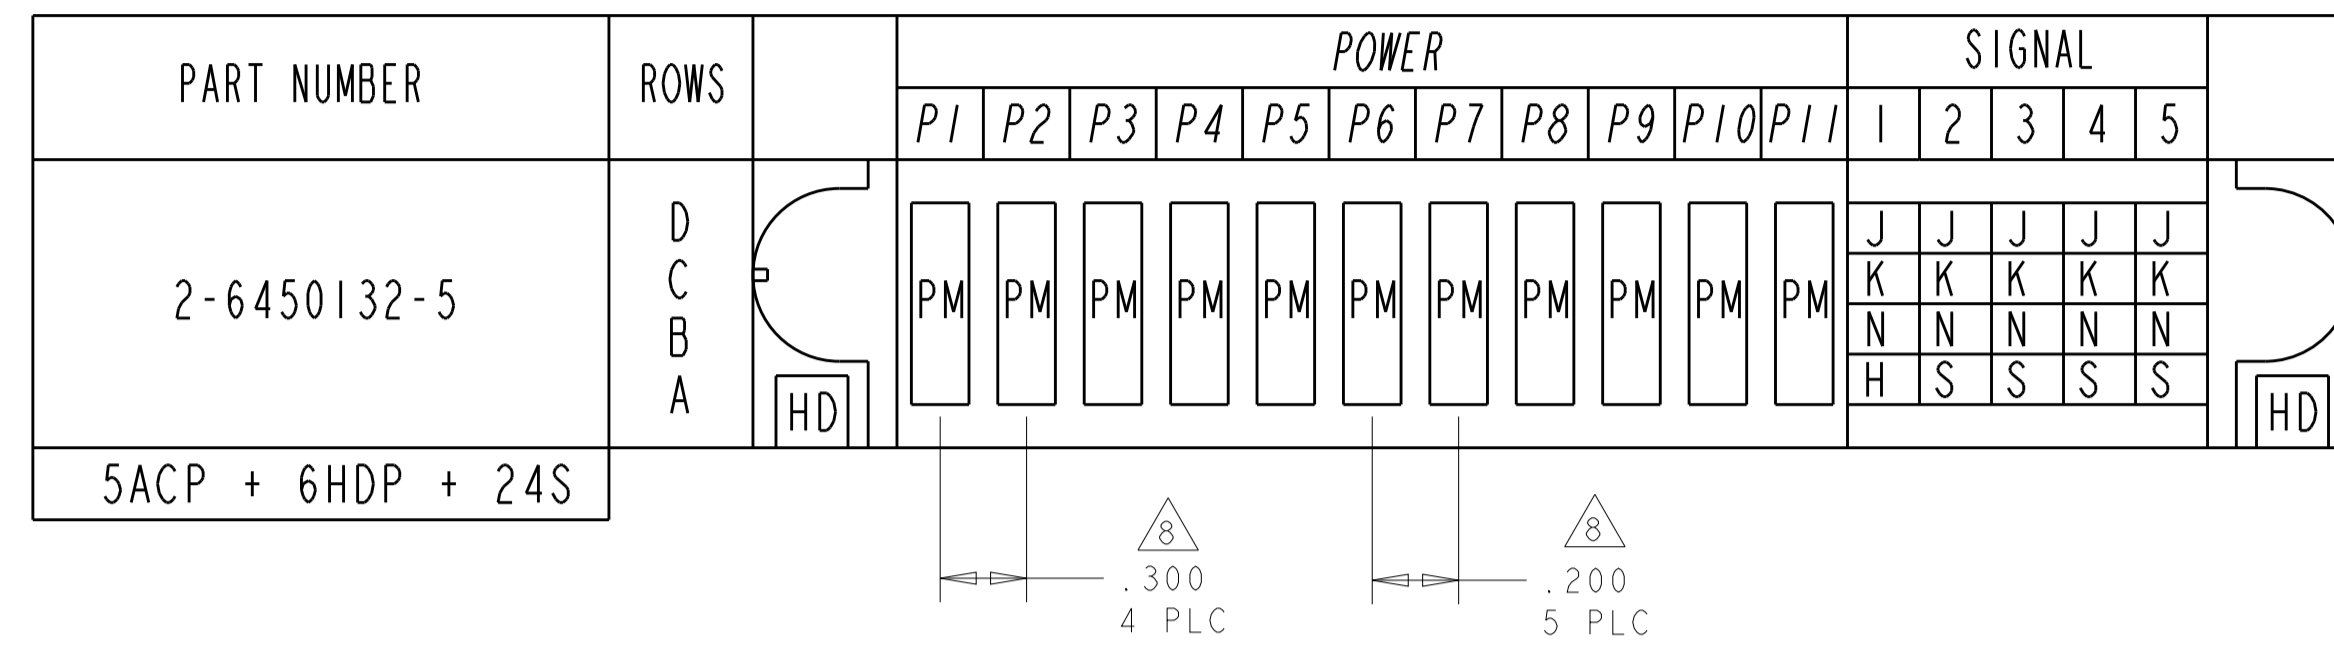 PART NUMBER ROWS POWER SIGNAL
P1 P2 P3 P4 P5 P6 P7 P8 P9 P10 P11 1 2 3 4 5
D J J J J J
C K K K K K
2-6450132-5 PM PM PM PM PM PM PM PM PM PM PM
B N N N N N
A H S S S S
HD HD
5ACP + 6HDP + 24S
8 8
.300 .200
4 PLC 5 PLC